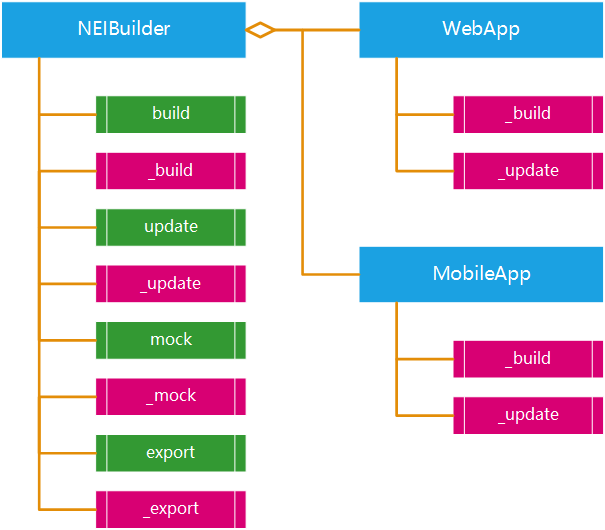 NEIBuilder
build
_build
update
_update
mock
_mock
export
_export
WebApp
_build
_update
MobileApp
_build
_update